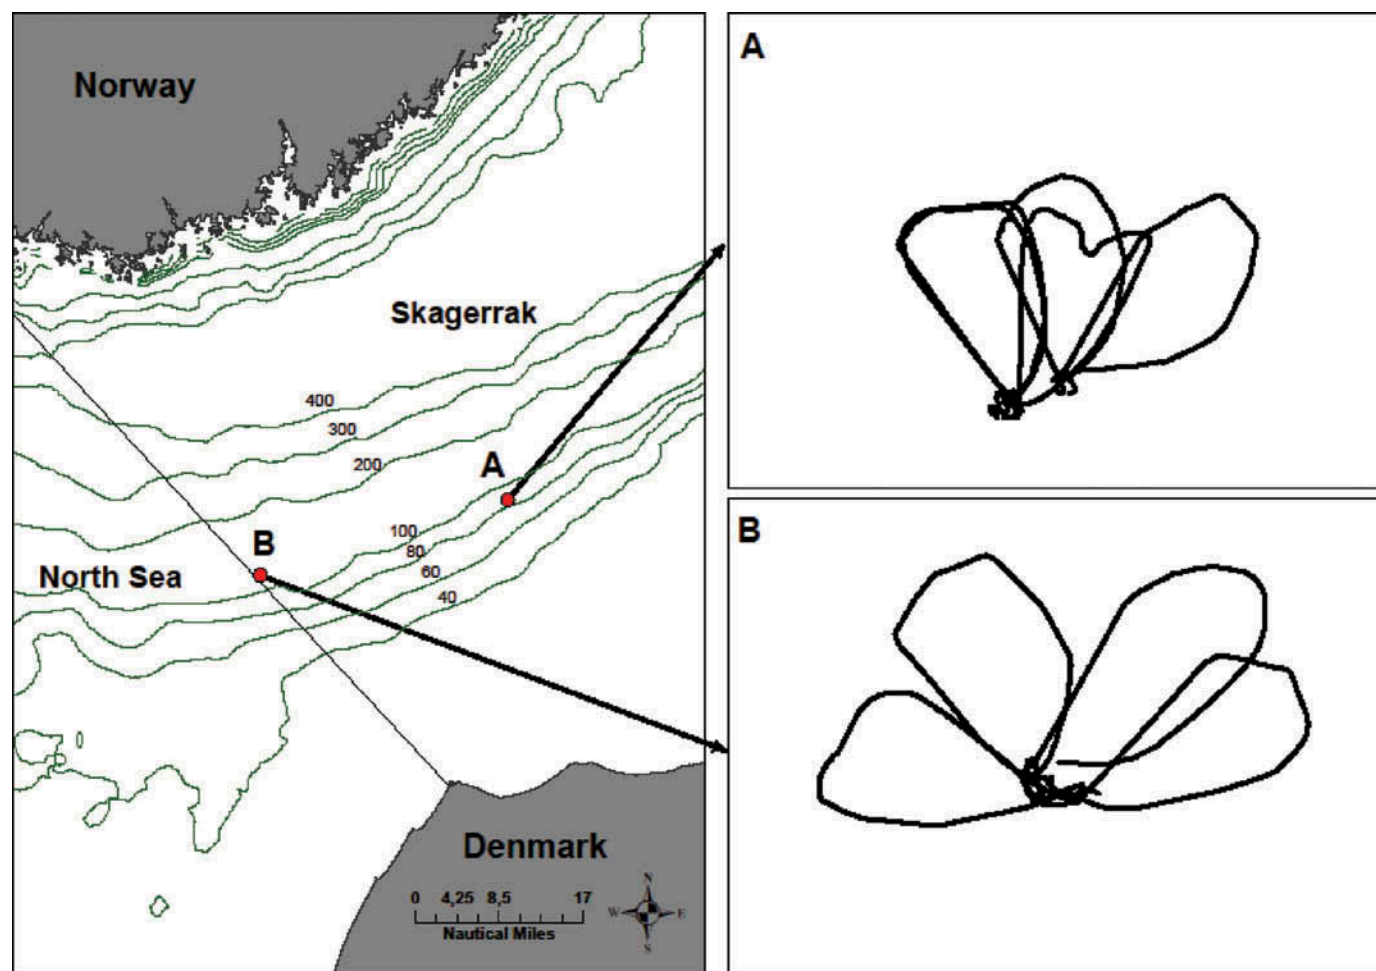 Norway
Skagerrak
400
300
200
A
100
B
80
North Sea
60
40
Denmark
0 4,25 8,5 17
Nautical Miles
N
W E
S
A
B